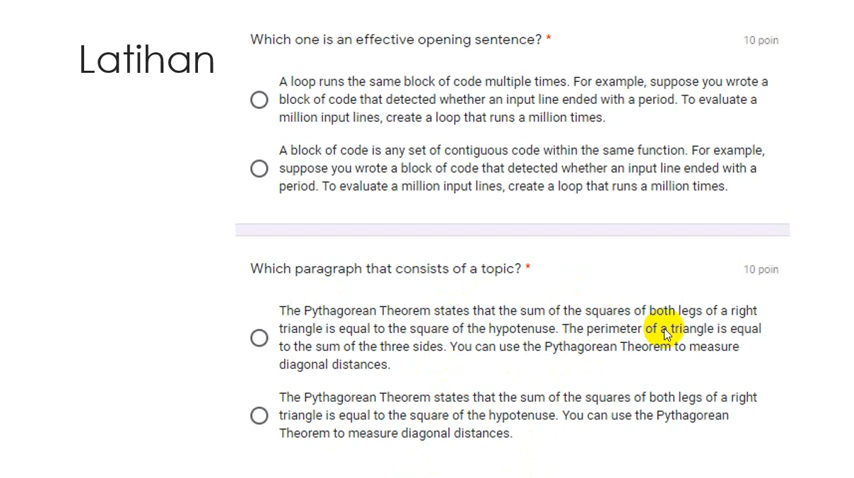 Latihan
Which one is an effective opening sentence? *
10 poin
A loop runs the same block of code multiple times. For example, suppose you wrote a
block of code that detected whether an input line ended with a period. To evaluate a
million input lines, create a loop that runs a million times.
A block of code is any set of contiguous code within the same function. For example,
suppose you wrote a block of code that detected whether an input line ended with a
period. To evaluate a million input lines, create a loop that runs a million times.
Which paragraph that consists of a topic? *
10 poin
The Pythagorean Theorem states that the sum of the squares of both legs of a right
triangle is equal to the square of the hypotenuse. The perimeter of a triangle is equal
to the sum of the three sides. You can use the Pythagorean Theorem to measure
diagonal distances.
The Pythagorean Theorem states that the sum of the squares of both legs of a right
triangle is equal to the square of the hypotenuse. You can use the Pythagorean
Theorem to measure diagonal distances.